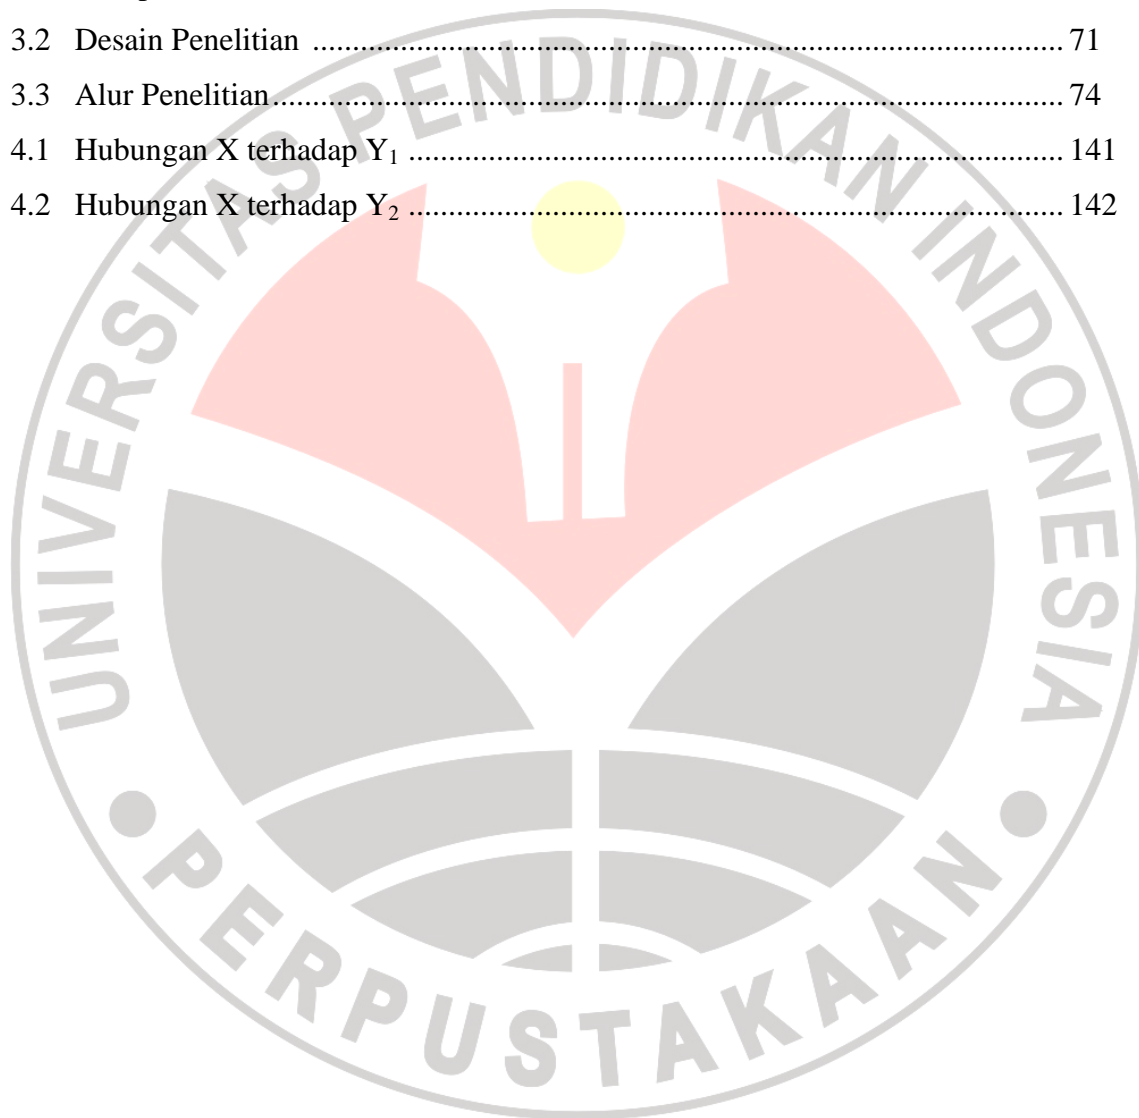 3.2 Desain Penelitian ........................................................................................... 71
3.3 Alur Penelitian ................................................................................................ 74
4.1 Hubungan X terhadap Y₁ ............................................................................... 141
4.2 Hubungan X terhadap Y₂ ............................................................................... 142
UNIVERSITAS PENDIDIKAN INDONESIA
PERPUSTAKAAN